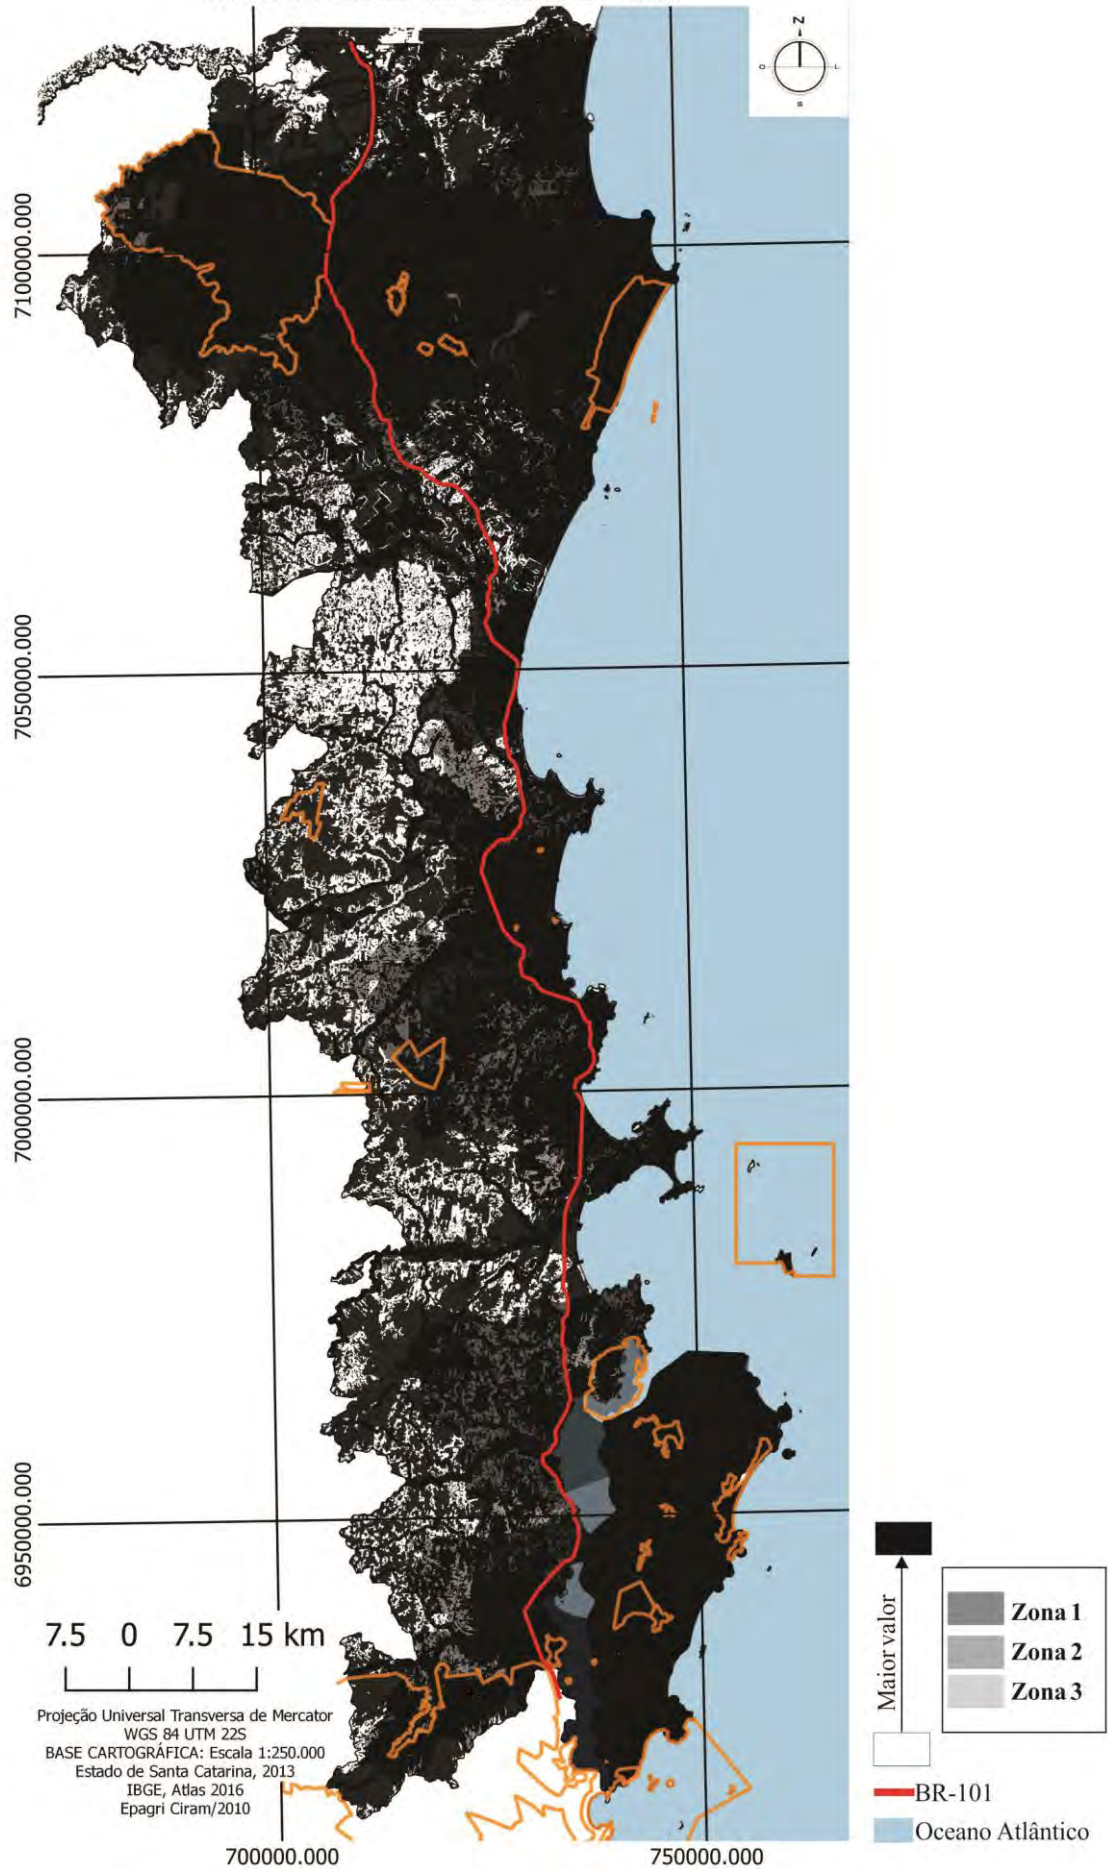 N
O
L
S
7100000.000
7050000.000
7000000.000
6950000.000
7.5 0 7.5 15 km
Projeção Universal Transversa de Mercator
WGS 84 UTM 22S
BASE CARTOGRÁFICA: Escala 1:250.000
Estado de Santa Catarina, 2013
IBGE, Atlas 2016
Epagri Ciram/2010
700000.000
750000.000
Maior valor
Zona 1
Zona 2
Zona 3
BR-101
Oceano Atlântico